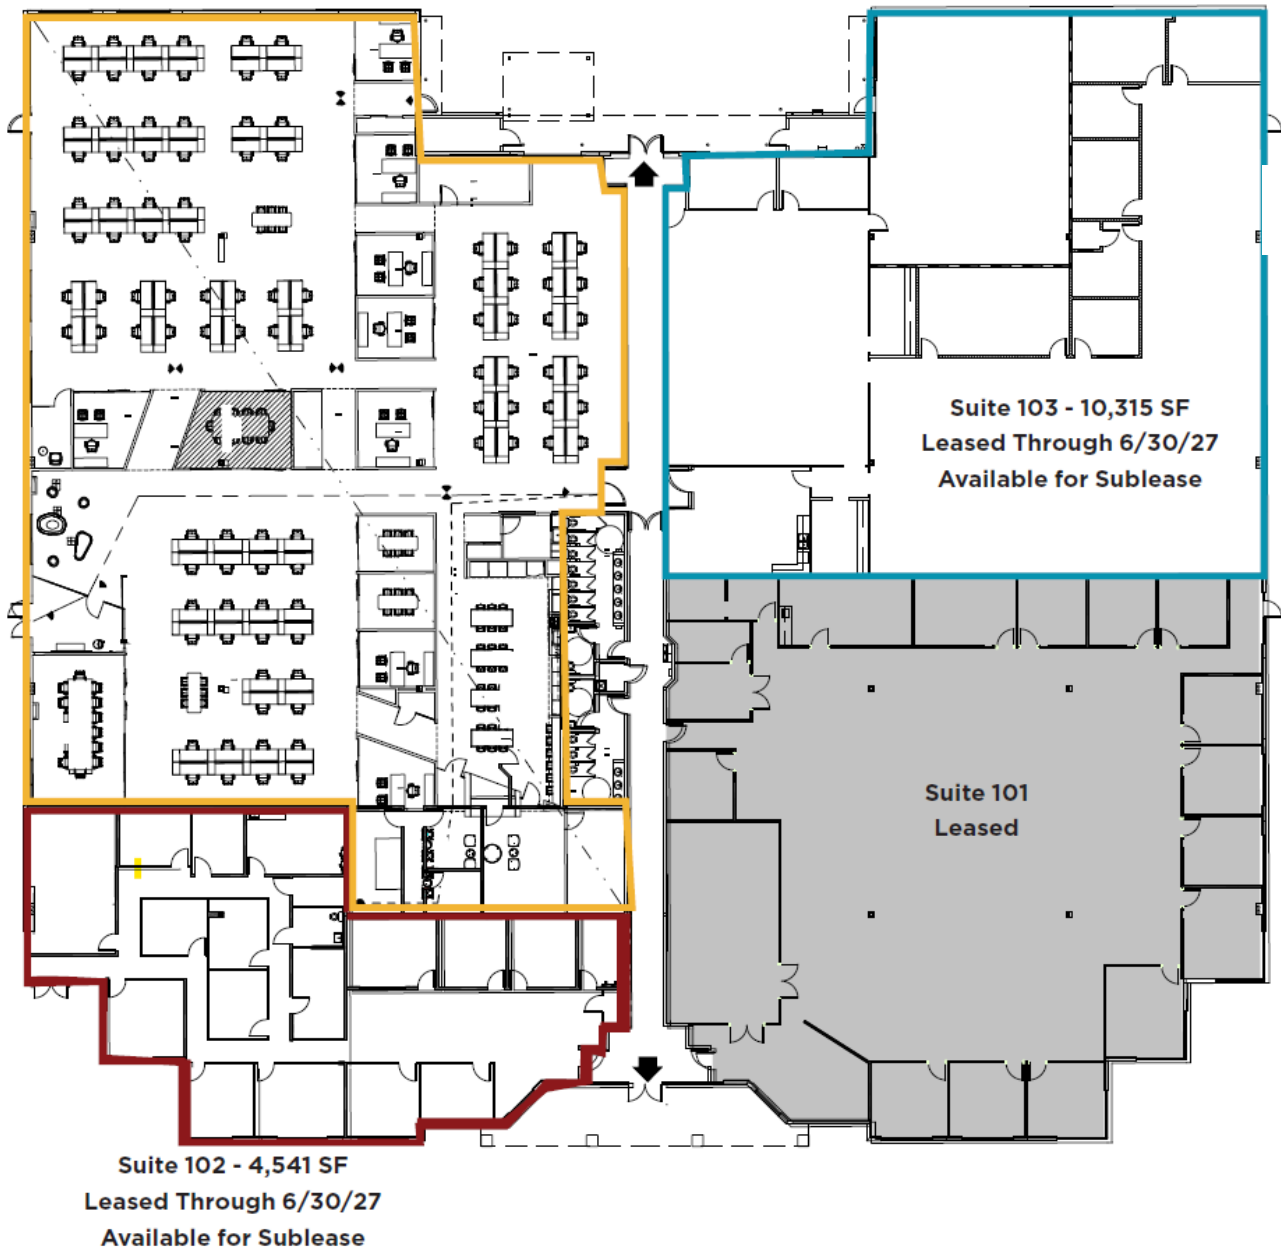 Suite 103 - 10,315 SF
Leased Through 6/30/27
Available for Sublease
Suite 101
Leased
Suite 102 - 4,541 SF
Leased Through 6/30/27
Available for Sublease